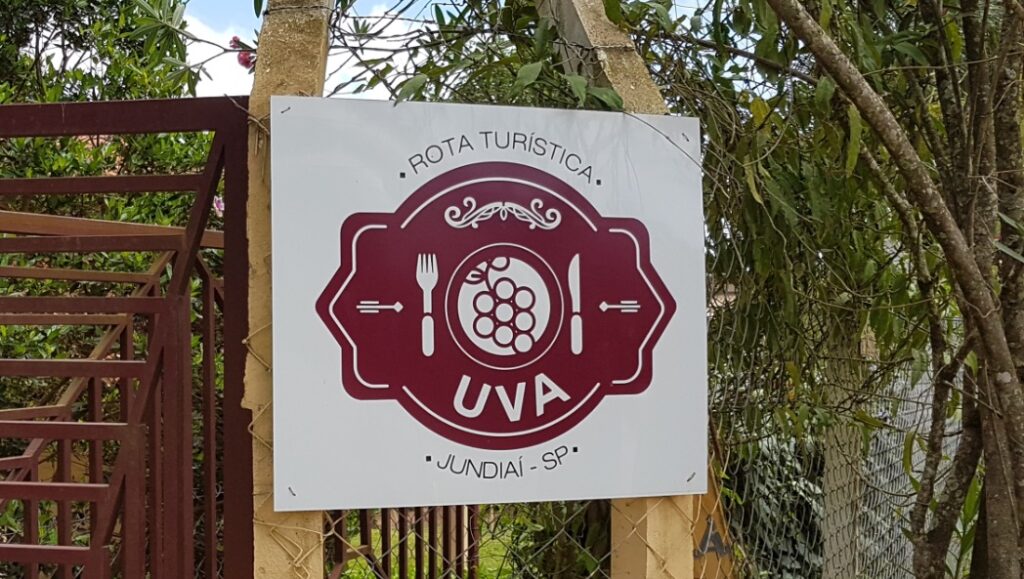 • ROTA TURÍSTICA •
UVA
• JUNDIAÍ - SP •